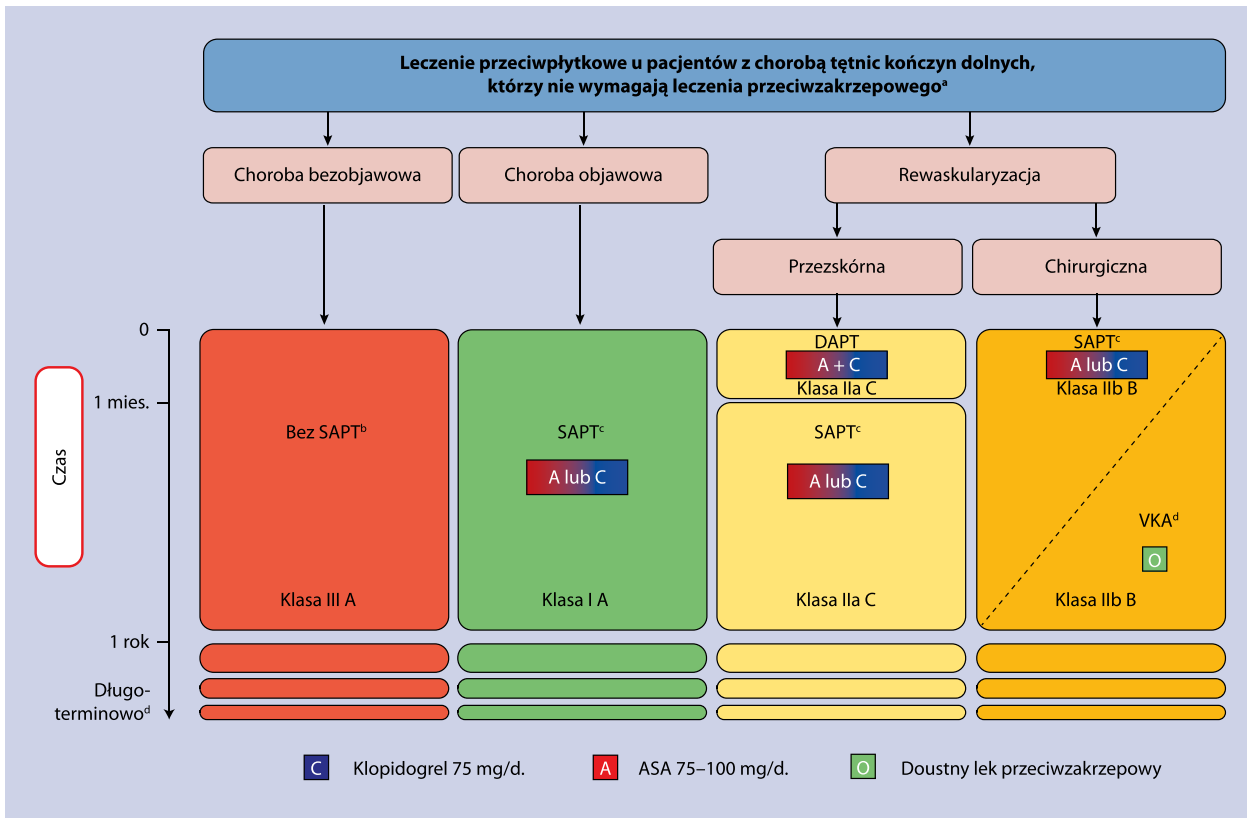 Leczenie przeciwpłytkowe u pacjentów z chorobą tętnic kończyn dolnych,
którzy nie wymagają leczenia przeciwzakrzepowegoᵃ
Choroba bezobjawowa
Choroba objawowa
Rewaskularyzacja
Przezskórna
Chirurgiczna
Czas
0
1 mies.
1 rok
Długo-
terminowoᵈ
Bez SAPTᵇ
Klasa III A
SAPTᶜ
A lub C
Klasa I A
DAPT
A + C
Klasa IIa C
SAPTᶜ
A lub C
Klasa IIa C
SAPTᶜ
A lub C
Klasa IIb B
VKAᵈ
O
Klasa IIb B
C Klopidogrel 75 mg/d.
A ASA 75–100 mg/d.
O Doustny lek przeciwzakrzepowy